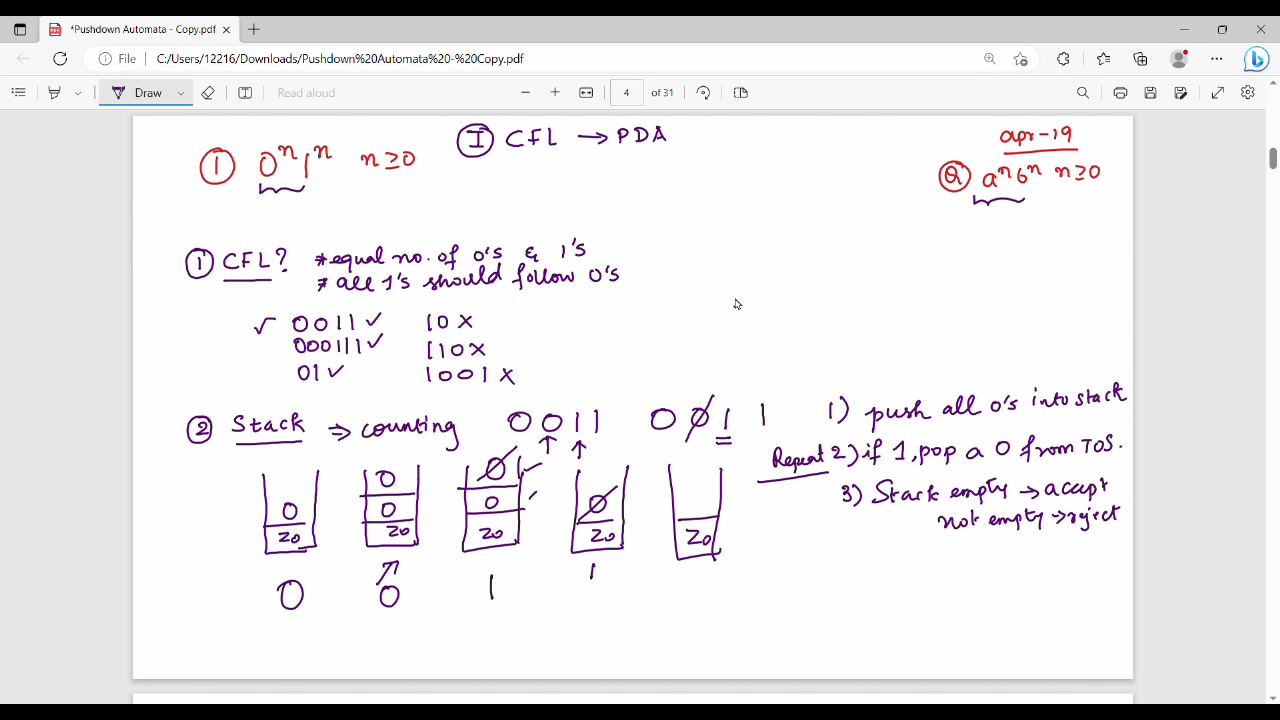 *Pushdown Automata - Copy.pdf
File C:/Users/12216/Downloads/Pushdown%20Automata%20-%20Copy.pdf
Draw Read aloud 4 of 31
I CFL → PDA
apr-19
1 0ⁿ1ⁿ n≥0
Q aⁿbⁿ n≥0
1 CFL? *equal no. of 0's & 1's
* all 1's should follow 0's
√ 0011 ✓ 10 X
000111 ✓ 110 X
01 ✓ 1001 X
2 Stack ⇒ counting 0011 001 1
1) push all 0's into stack
Repeat 2) if 1, pop a 0 from TOS.
3) Stack empty → accept
not empty → reject
0 0 0
0 0 0 0
z0 z0 z0 z0 z0
0 0 1 1